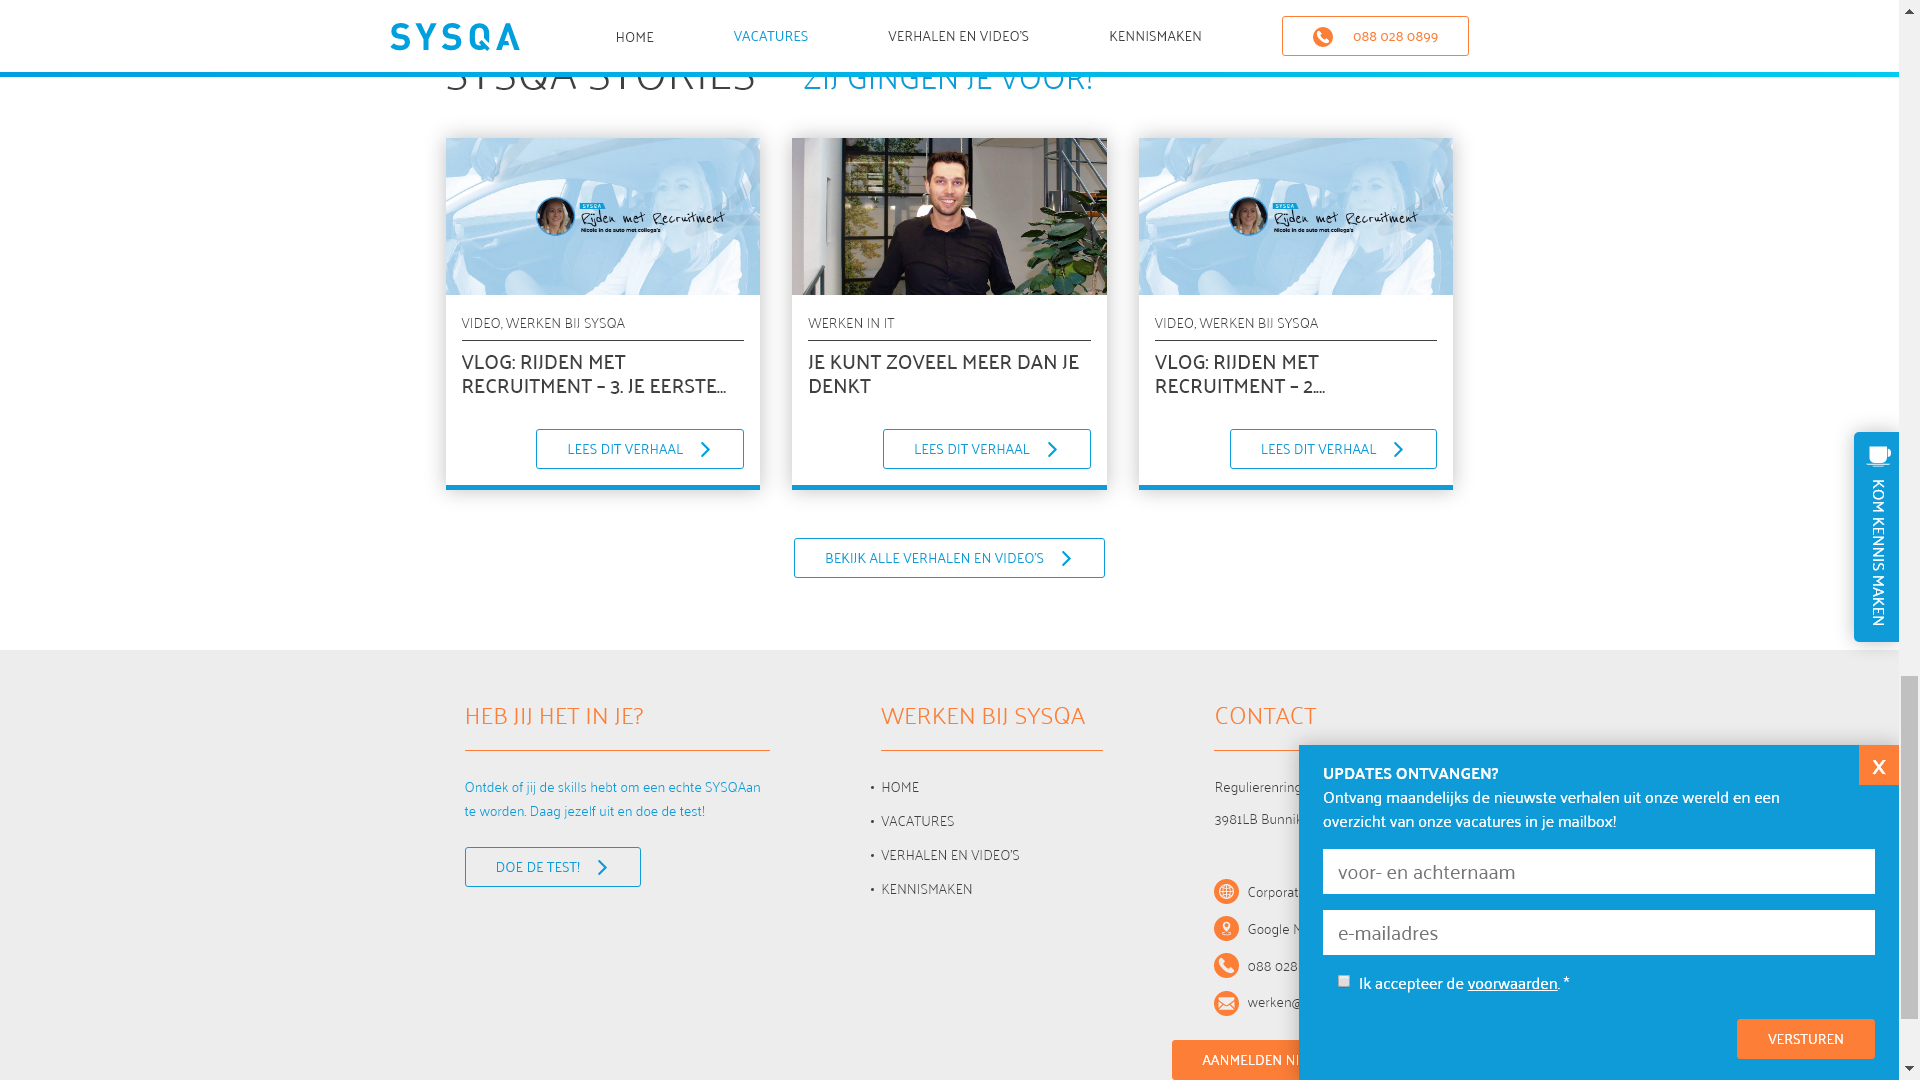 SYSQA
HOME
VACATURES
VERHALEN EN VIDEO'S
KENNISMAKEN
088 028 0899
SYSQA STORIES
ZIJ GINGEN JE VOOR!
SYSQA
Rijden met Recruitment
Nicole in de auto met collega's
VIDEO, WERKEN BIJ SYSQA
VLOG: RIJDEN MET
RECRUITMENT – 3. JE EERSTE...
LEES DIT VERHAAL
WERKEN IN IT
JE KUNT ZOVEEL MEER DAN JE
DENKT
LEES DIT VERHAAL
SYSQA
Rijden met Recruitment
Nicole in de auto met collega's
VIDEO, WERKEN BIJ SYSQA
VLOG: RIJDEN MET
RECRUITMENT – 2....
LEES DIT VERHAAL
BEKIJK ALLE VERHALEN EN VIDEO'S
KOM KENNIS MAKEN
HEB JIJ HET IN JE?
Ontdek of jij de skills hebt om een echte SYSQAan
te worden. Daag jezelf uit en doe de test!
DOE DE TEST!
WERKEN BIJ SYSQA
• HOME
• VACATURES
• VERHALEN EN VIDEO'S
• KENNISMAKEN
CONTACT
Regulierenring
3981LB Bunnik
Corporat
Google
088 028
werken@
AANMELDEN
UPDATES ONTVANGEN?
Ontvang maandelijks de nieuwste verhalen uit onze wereld en een
overzicht van onze vacatures in je mailbox!
X
voor- en achternaam
e-mailadres
Ik accepteer de voorwaarden. *
VERSTUREN